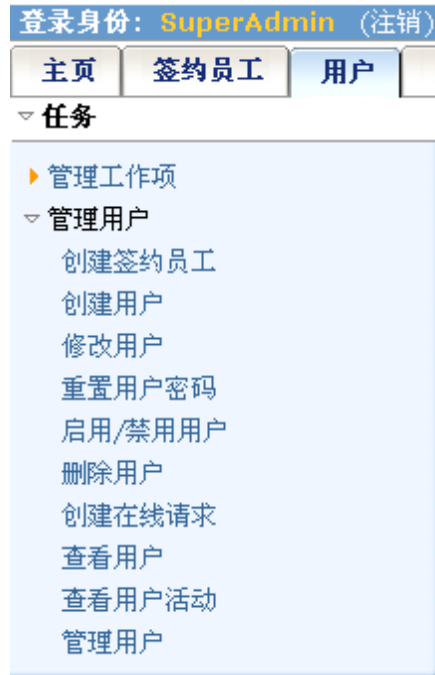 登录身份: SuperAdmin (注销)
主页 签约员工 用户
任务
管理工作项
管理用户
创建签约员工
创建用户
修改用户
重置用户密码
启用/禁用用户
删除用户
创建在线请求
查看用户
查看用户活动
管理用户